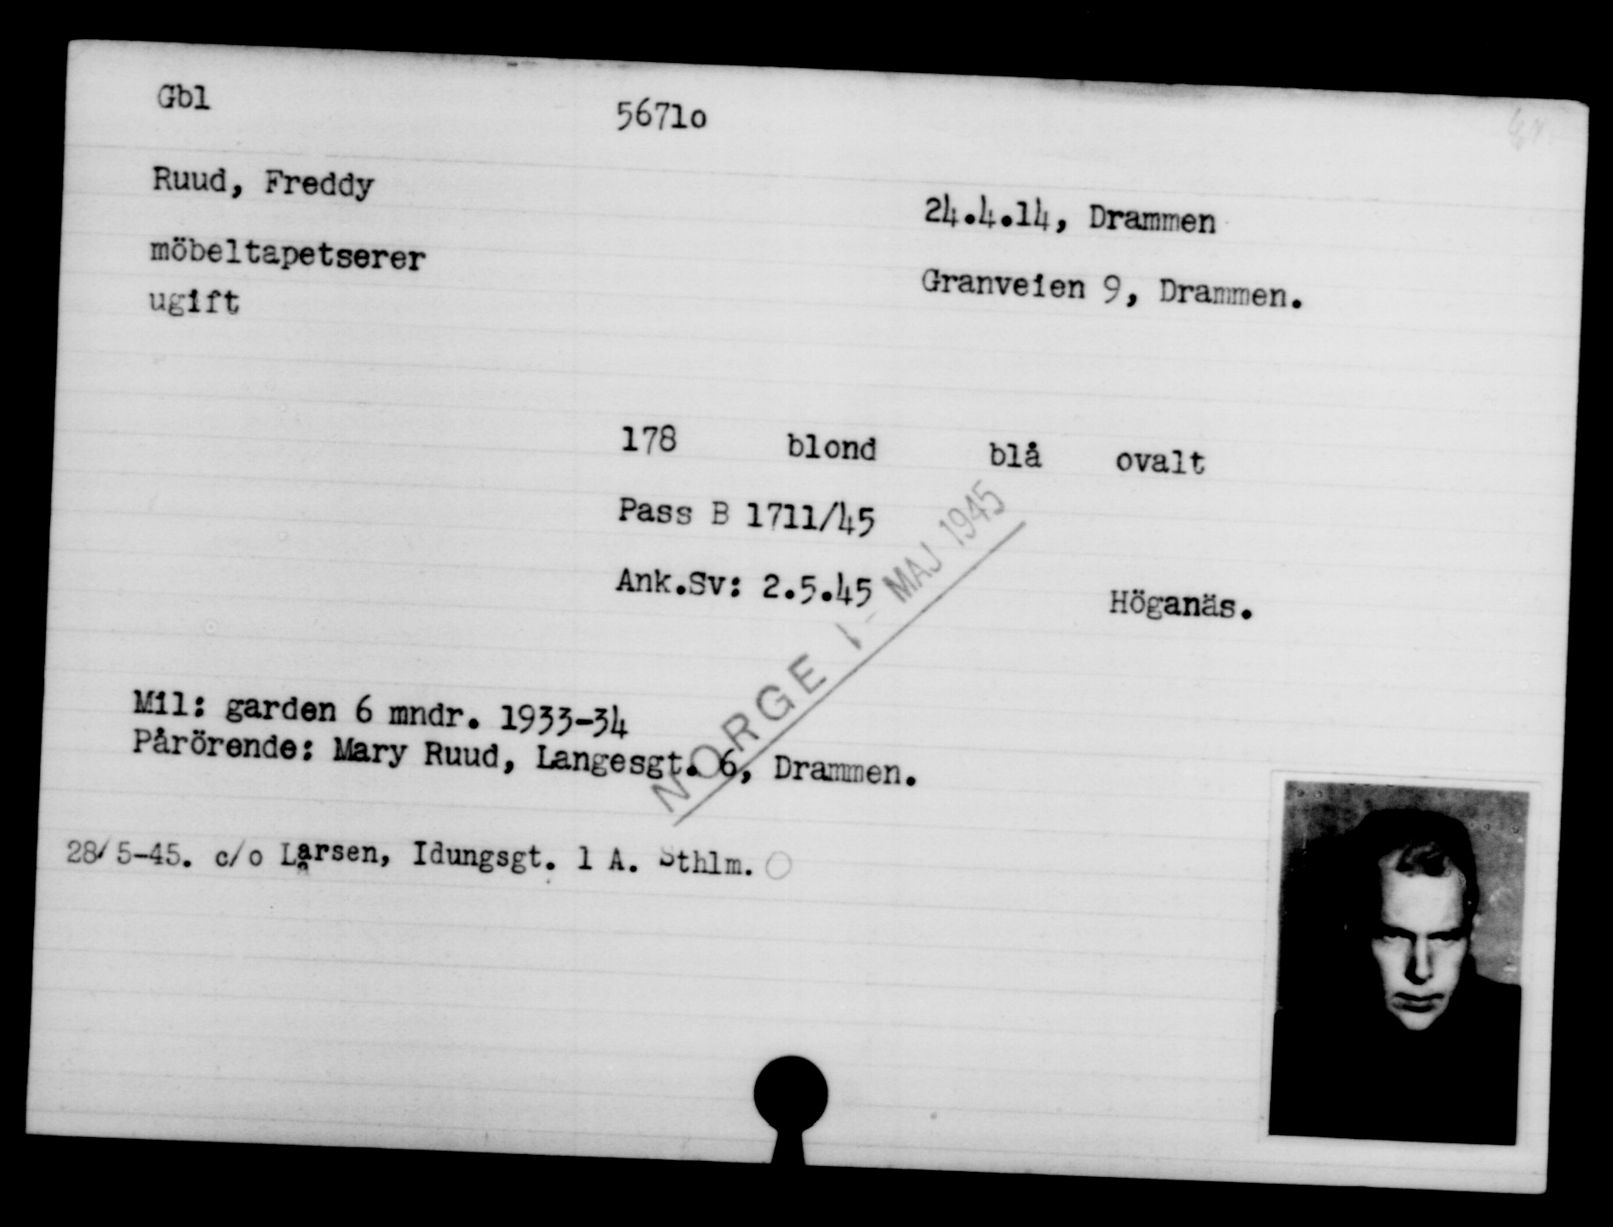 Gbl
5671o
Ruud, Freddy
24.4.14, Drammen
möbeltapetserer
Granveien 9, Drammen.
ugift
178 blond blå ovalt
Pass B 1711/45
Ank.Sv: 2.5.45 Höganäs.
NORGE 1 - MAJ 1945
Mil: garden 6 mndr. 1933-34
Pårörende: Mary Ruud, Langesgt. 6, Drammen.
28/5-45. c/o Larsen, Idungsgt. 1 A. Sthlm.